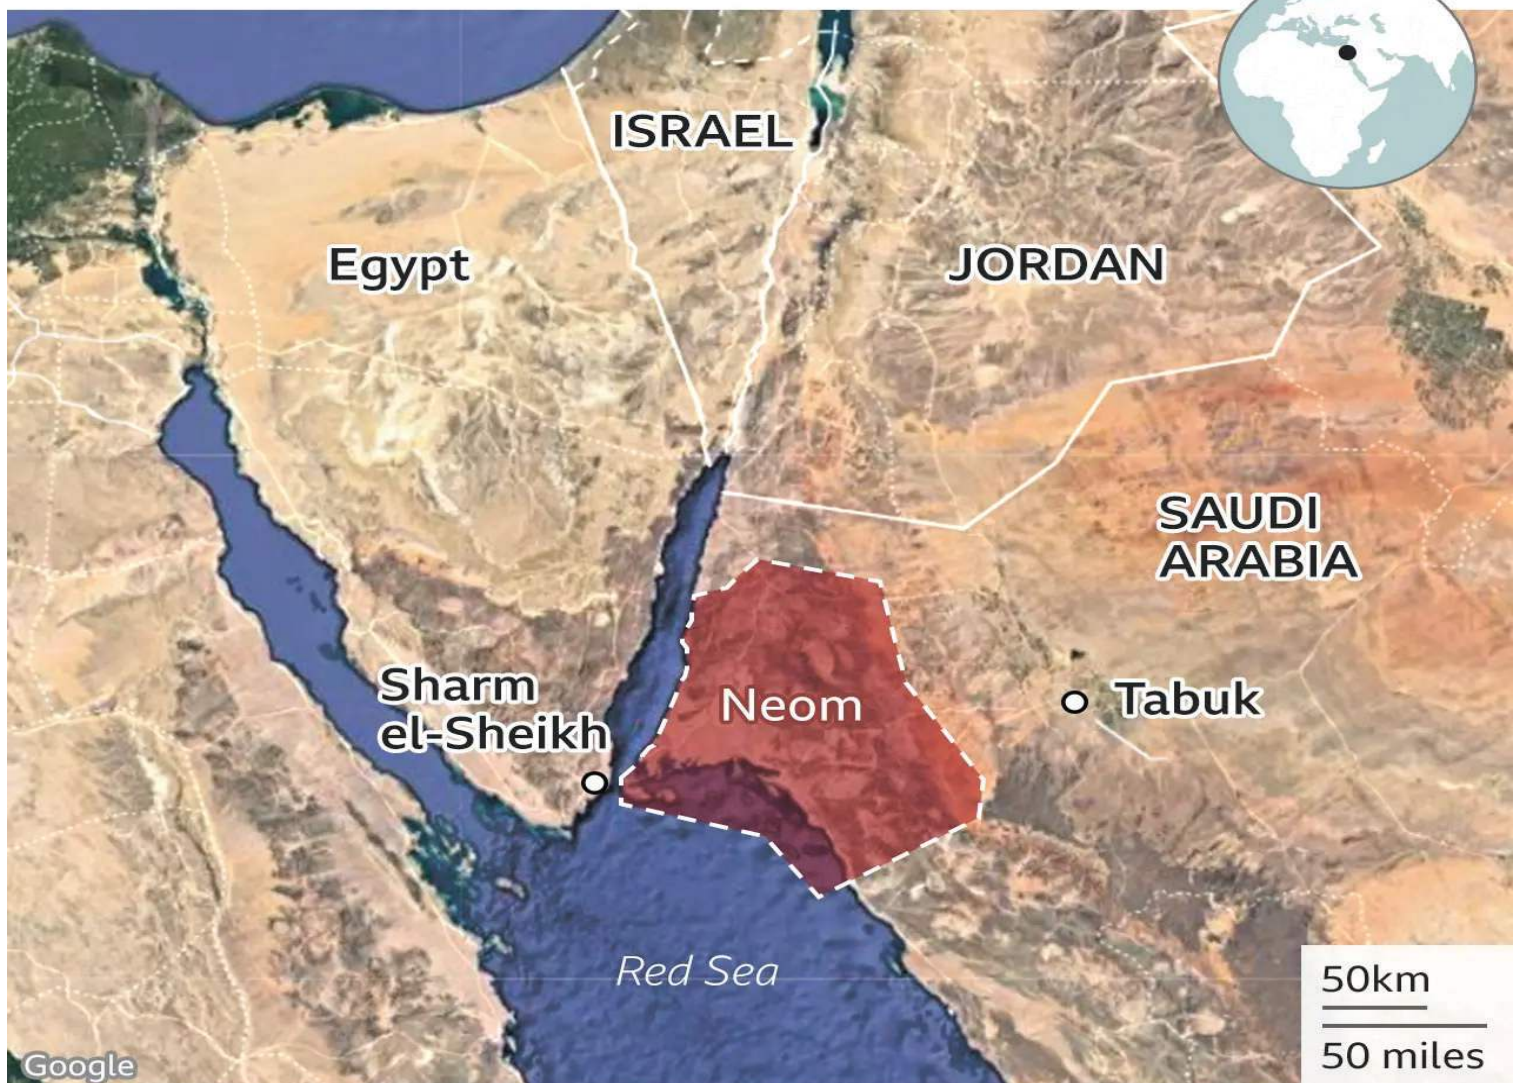 ISRAEL
Egypt
JORDAN
SAUDI
ARABIA
Sharm
el-Sheikh
Neom
Tabuk
Red Sea
50km
50 miles
Google